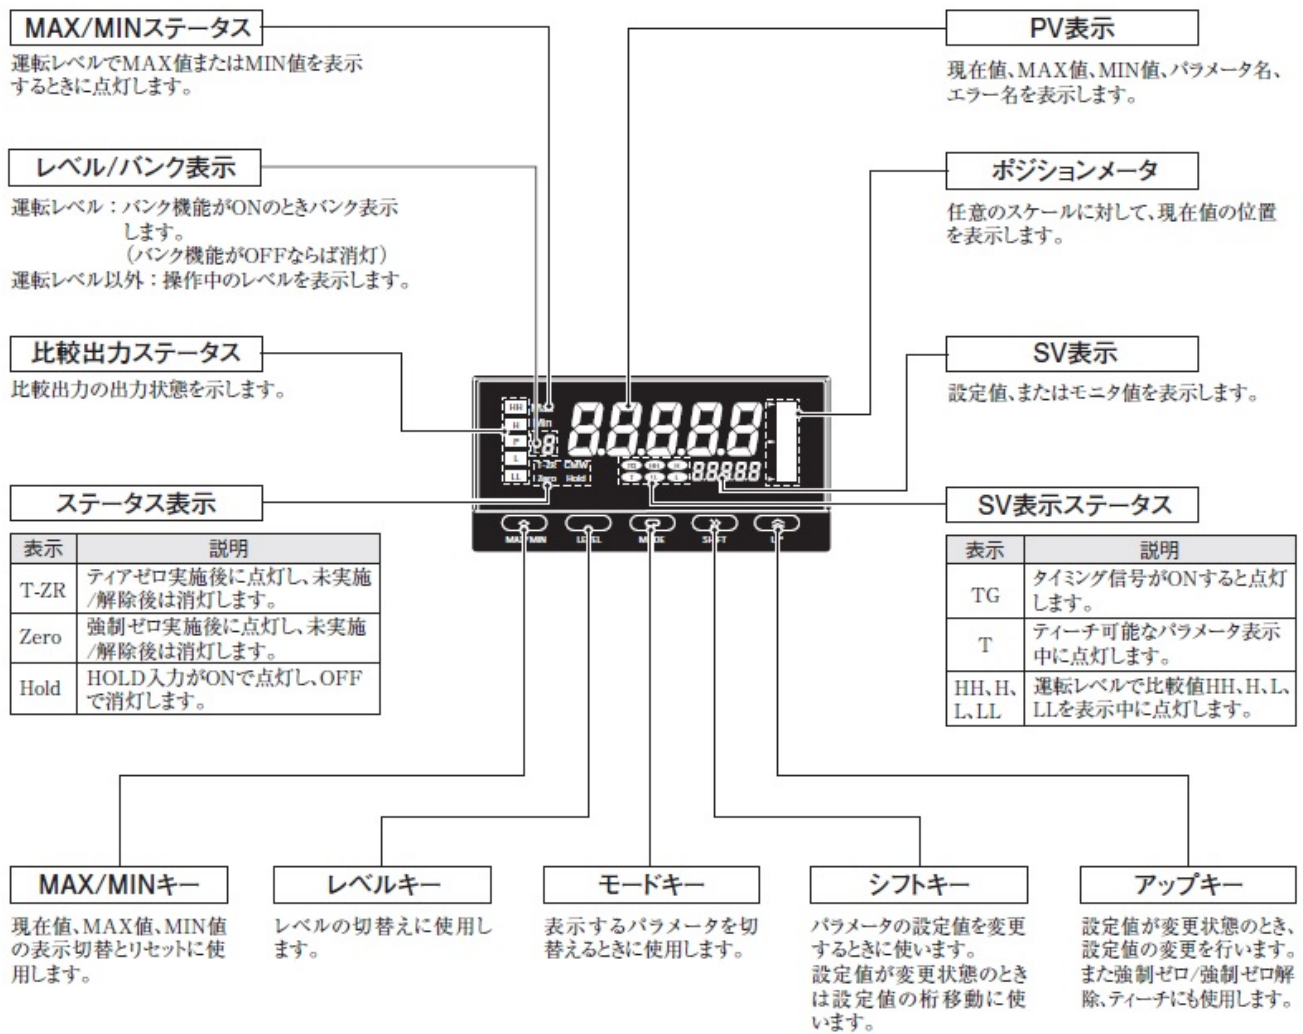 MAX/MINステータス
運転レベルでMAX値またはMIN値を表示
するときに点灯します。
レベル/バンク表示
運転レベル：バンク機能がONのときバンク表示
します。
（バンク機能がOFFならば消灯）
運転レベル以外：操作中のレベルを表示します。
比較出力ステータス
比較出力の出力状態を示します。
ステータス表示
表示 説明
T-ZR ティアゼロ実施後に点灯し、未実施
/解除後は消灯します。
Zero 強制ゼロ実施後に点灯し、未実施
/解除後は消灯します。
Hold HOLD入力がONで点灯し、OFF
で消灯します。
PV表示
現在値、MAX値、MIN値、パラメータ名、
エラー名を表示します。
ポジションメータ
任意のスケールに対して、現在値の位置
を表示します。
SV表示
設定値、またはモニタ値を表示します。
SV表示ステータス
表示 説明
TG タイミング信号がONすると点灯
します。
T ティーチ可能なパラメータ表示
中に点灯します。
HH、H、
L、LL
運転レベルで比較値HH、H、L、
LLを表示中に点灯します。
HH
H Min
P
L T-ZR CMW
LL Zero Hold
88888
TG HH H
T LL L
88888
MAX/MIN LEVEL MODE SHIFT UP
MAX/MINキー
現在値、MAX値、MIN値
の表示切替とリセットに使
用します。
レベルキー
レベルの切替えに使用し
ます。
モードキー
表示するパラメータを切
替えるときに使用します。
シフトキー
パラメータの設定値を変更
するときに使います。
設定値が変更状態のとき
は設定値の桁移動に使
います。
アップキー
設定値が変更状態のとき、
設定値の変更を行います。
また強制ゼロ/強制ゼロ解
除、ティーチにも使用します。